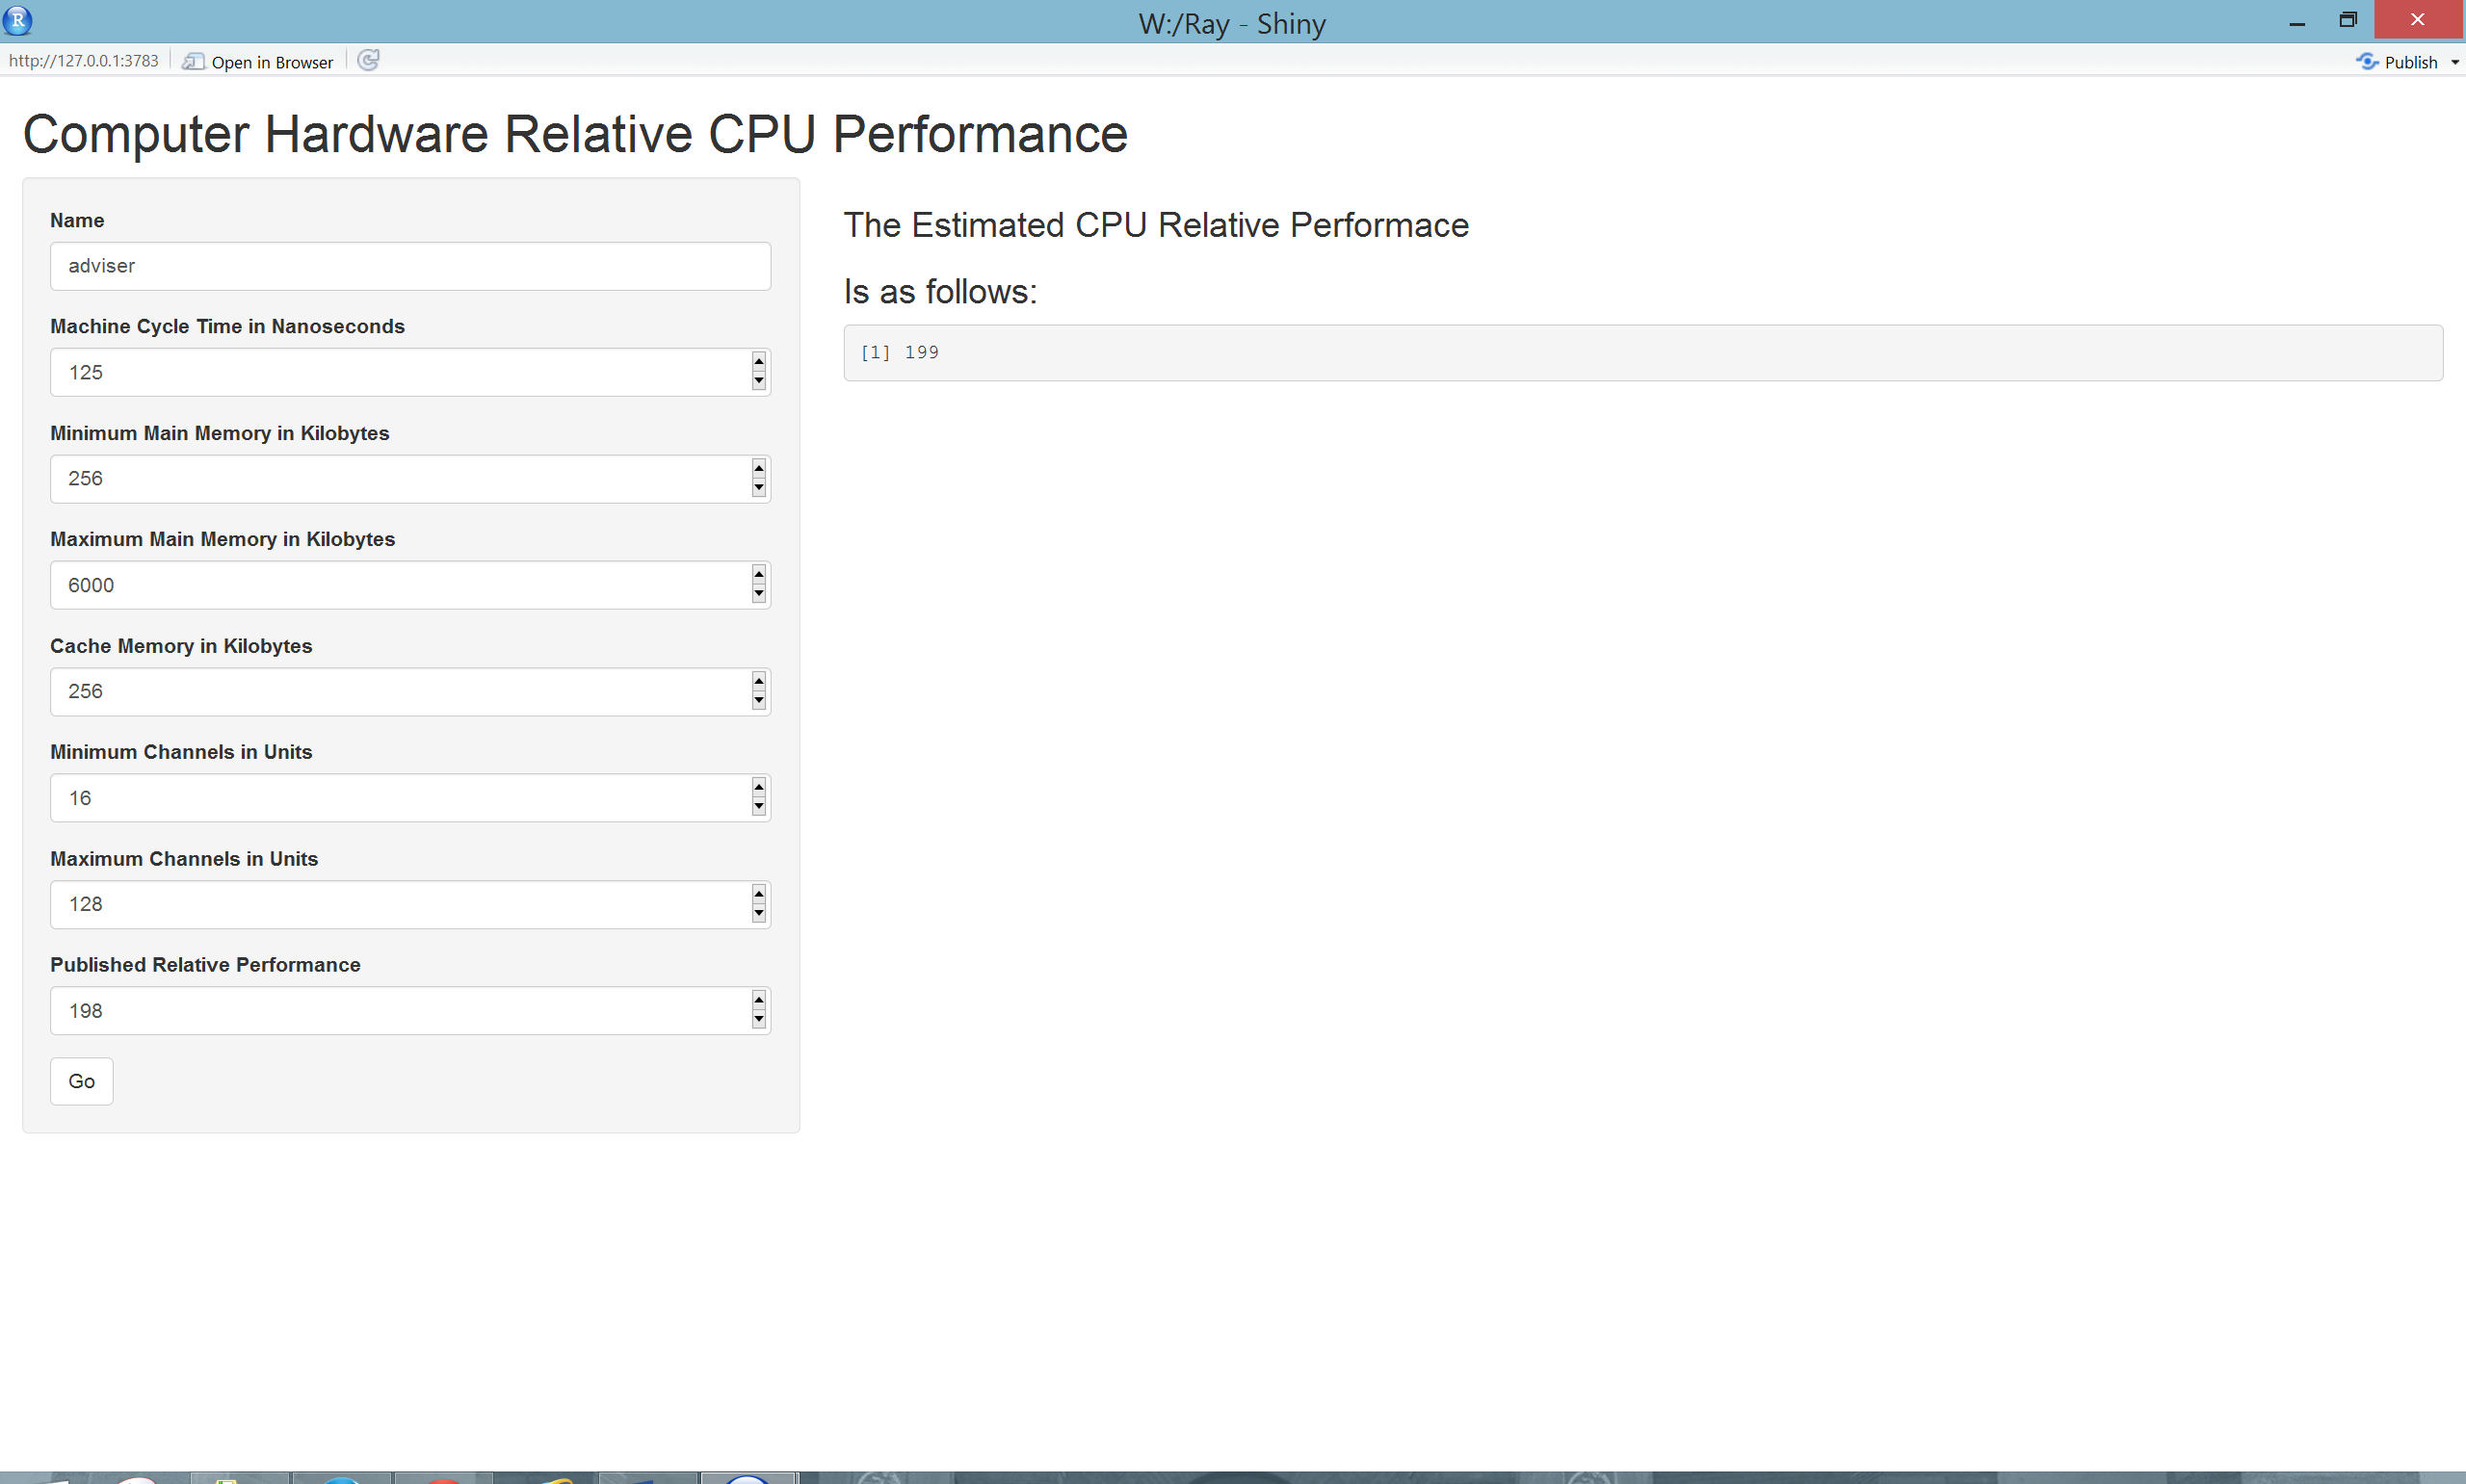 W:/Ray - Shiny
http://127.0.0.1:3783 Open in Browser Publish
Computer Hardware Relative CPU Performance
Name
adviser
Machine Cycle Time in Nanoseconds
125
Minimum Main Memory in Kilobytes
256
Maximum Main Memory in Kilobytes
6000
Cache Memory in Kilobytes
256
Minimum Channels in Units
16
Maximum Channels in Units
128
Published Relative Performance
198
Go
The Estimated CPU Relative Performace
Is as follows:
[1] 199